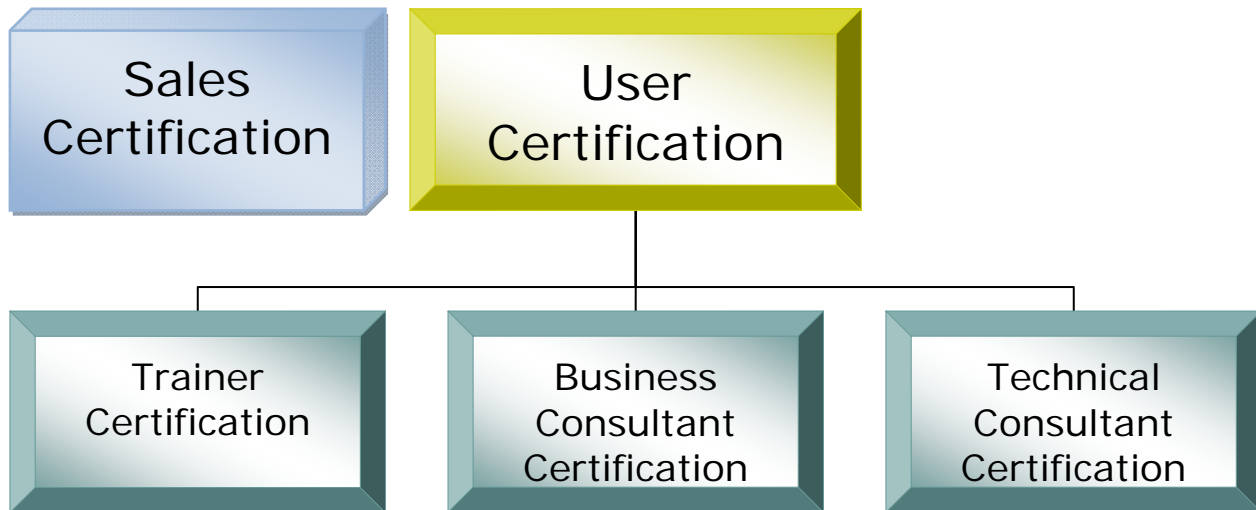 Sales
Certification
User
Certification
Trainer
Certification
Business
Consultant
Certification
Technical
Consultant
Certification